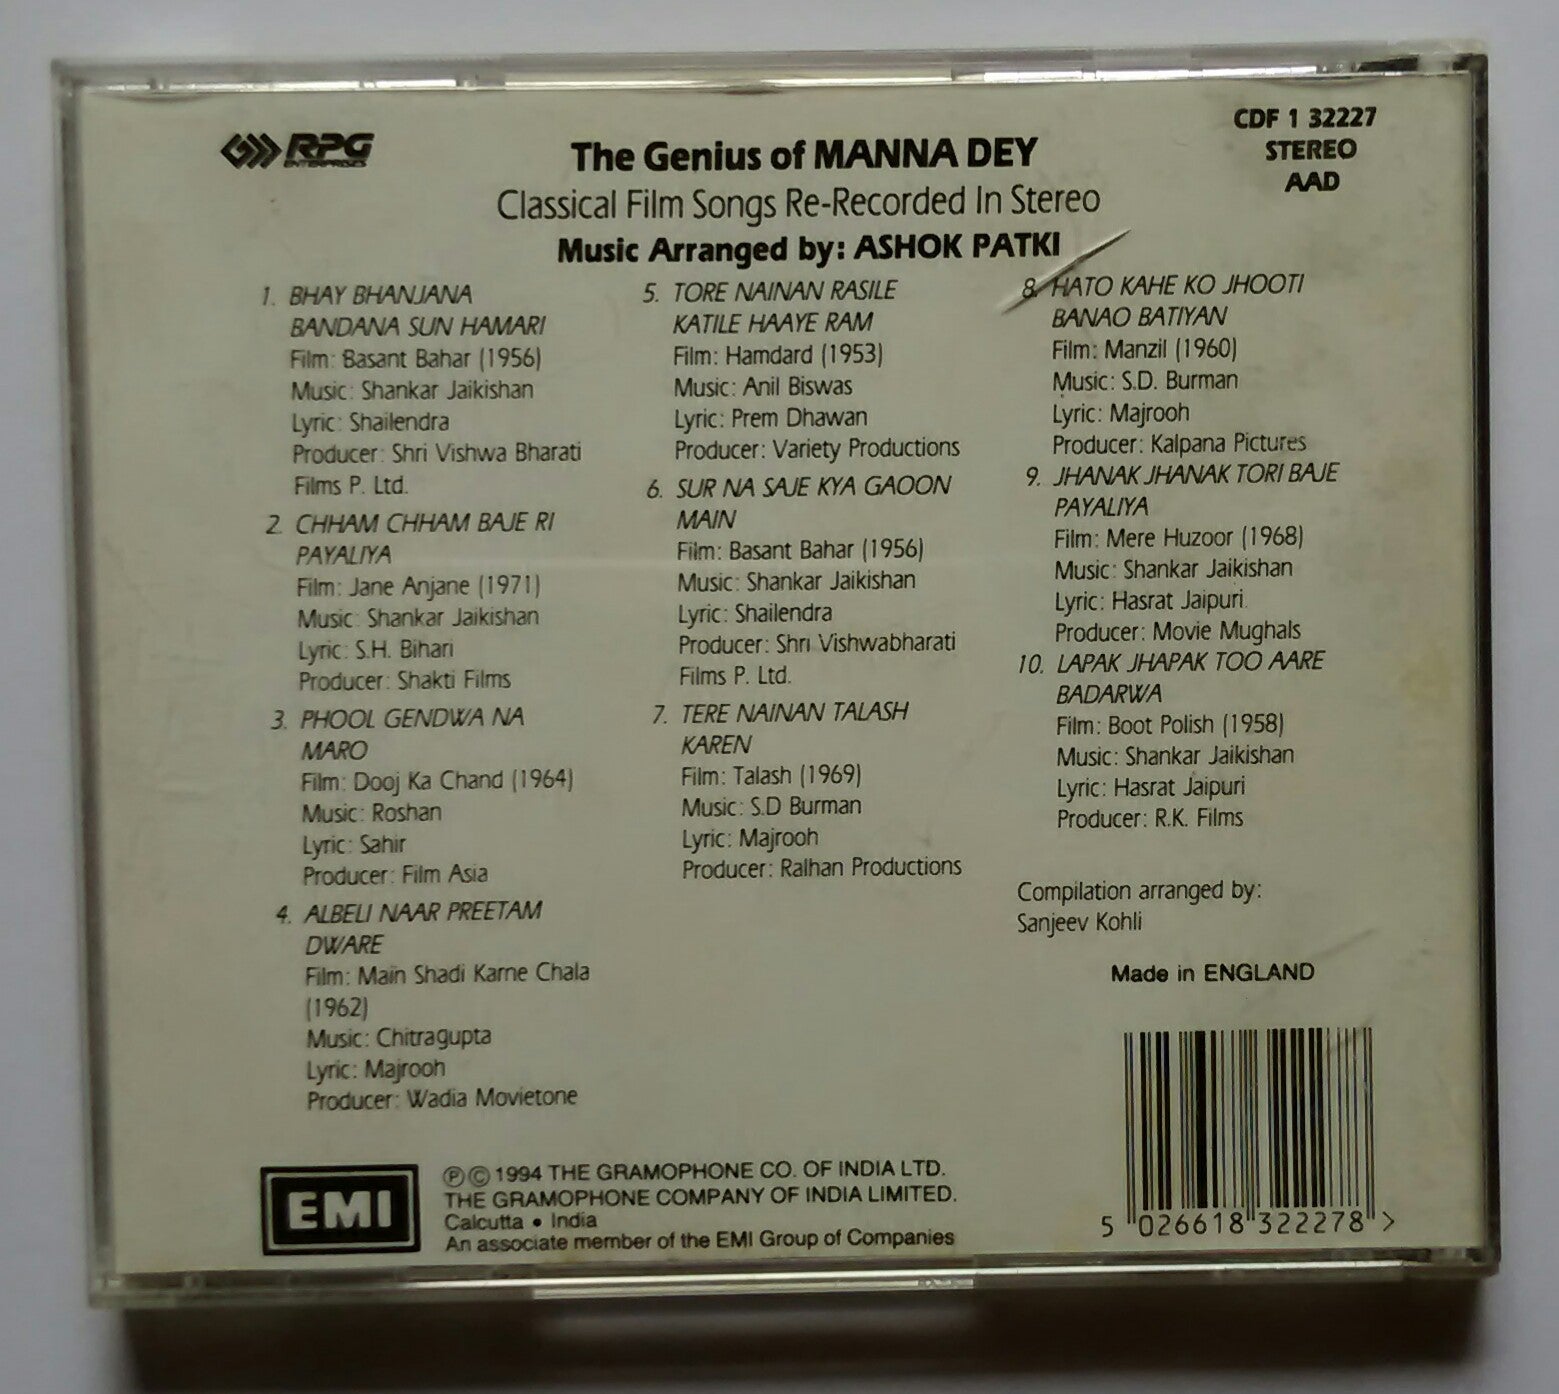 RPG
ENTERPRISES
The Genius of MANNA DEY
Classical Film Songs Re-Recorded In Stereo
Music Arranged by: ASHOK PATKI
CDF 1 32227
STEREO
AAD
1. BHAY BHANJANA
BANDANA SUN HAMARI
Film: Basant Bahar (1956)
Music: Shankar Jaikishan
Lyric: Shailendra
Producer: Shri Vishwa Bharati
Films P. Ltd.
2. CHHAM CHHAM BAJE RI
PAYALIYA
Film: Jane Anjane (1971)
Music: Shankar Jaikishan
Lyric: S.H. Bihari
Producer: Shakti Films
3. PHOOL GENDWA NA
MARO
Film: Dooj Ka Chand (1964)
Music: Roshan
Lyric: Sahir
Producer: Film Asia
4. ALBELI NAAR PREETAM
DWARE
Film: Main Shadi Karne Chala
(1962)
Music: Chitragupta
Lyric: Majrooh
Producer: Wadia Movietone
5. TORE NAINAN RASILE
KATILE HAAYE RAM
Film: Hamdard (1953)
Music: Anil Biswas
Lyric: Prem Dhawan
Producer: Variety Productions
6. SUR NA SAJE KYA GAOON
MAIN
Film: Basant Bahar (1956)
Music: Shankar Jaikishan
Lyric: Shailendra
Producer: Shri Vishwabharati
Films P. Ltd.
7. TERE NAINAN TALASH
KAREN
Film: Talash (1969)
Music: S.D Burman
Lyric: Majrooh
Producer: Ralhan Productions
8. HATO KAHE KO JHOOTI
BANAO BATIYAN
Film: Manzil (1960)
Music: S.D. Burman
Lyric: Majrooh
Producer: Kalpana Pictures
9. JHANAK JHANAK TORI BAJE
PAYALIYA
Film: Mere Huzoor (1968)
Music: Shankar Jaikishan
Lyric: Hasrat Jaipuri
Producer: Movie Mughals
10. LAPAK JHAPAK TOO AARE
BADARWA
Film: Boot Polish (1958)
Music: Shankar Jaikishan
Lyric: Hasrat Jaipuri
Producer: R.K. Films
Compilation arranged by:
Sanjeev Kohli
Made in ENGLAND
EMI
℗© 1994 THE GRAMOPHONE CO. OF INDIA LTD.
THE GRAMOPHONE COMPANY OF INDIA LIMITED.
Calcutta • India
An associate member of the EMI Group of Companies
5 026618 322278 >